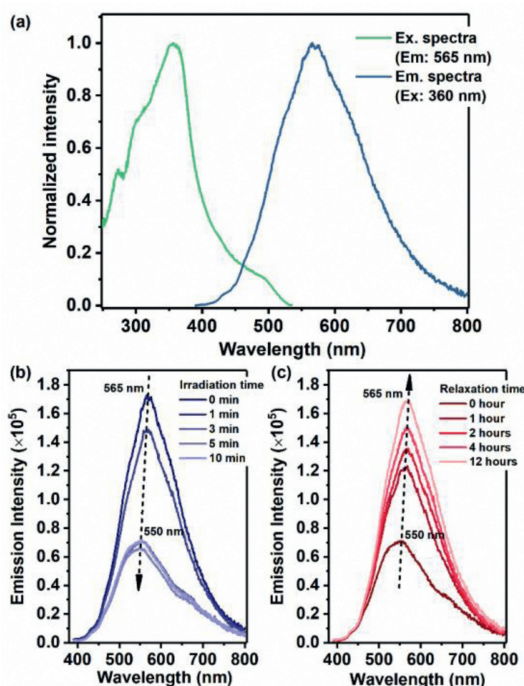 (a)
Ex. spectra
(Em: 565 nm)
Em. spectra
(Ex: 360 nm)
Normalized intensity
1.0
0.8
0.6
0.4
0.2
0.0
300 400 500 600 700 800
Wavelength (nm)
(b)
565 nm
Irradiation time
0 min
1 min
3 min
5 min
10 min
550 nm
Emission Intensity (×10⁵)
1.8
1.6
1.4
1.2
1.0
0.8
0.6
0.4
0.2
0.0
400 500 600 700 800
Wavelength (nm)
(c)
565 nm
Relaxation time
0 hour
1 hour
2 hours
4 hours
12 hours
550 nm
Emission Intensity (×10⁵)
1.8
1.6
1.4
1.2
1.0
0.8
0.6
0.4
0.2
0.0
400 500 600 700 800
Wavelength (nm)